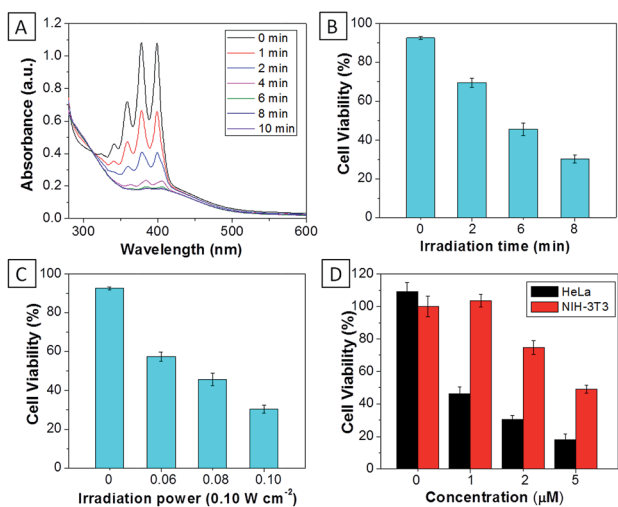 A
Absorbance (a.u.)
1.2
1.0
0.8
0.6
0.4
0.2
0.0
300
400
500
600
Wavelength (nm)
0 min
1 min
2 min
4 min
6 min
8 min
10 min
B
Cell Viability (%)
100
80
60
40
20
0
0
2
6
8
Irradiation time (min)
C
Cell Viability (%)
100
80
60
40
20
0
0
0.06
0.08
0.10
Irradiation power (0.10 W cm⁻²)
D
Cell Viability (%)
120
100
80
60
40
20
0
0
1
2
5
Concentration (μM)
HeLa
NIH-3T3